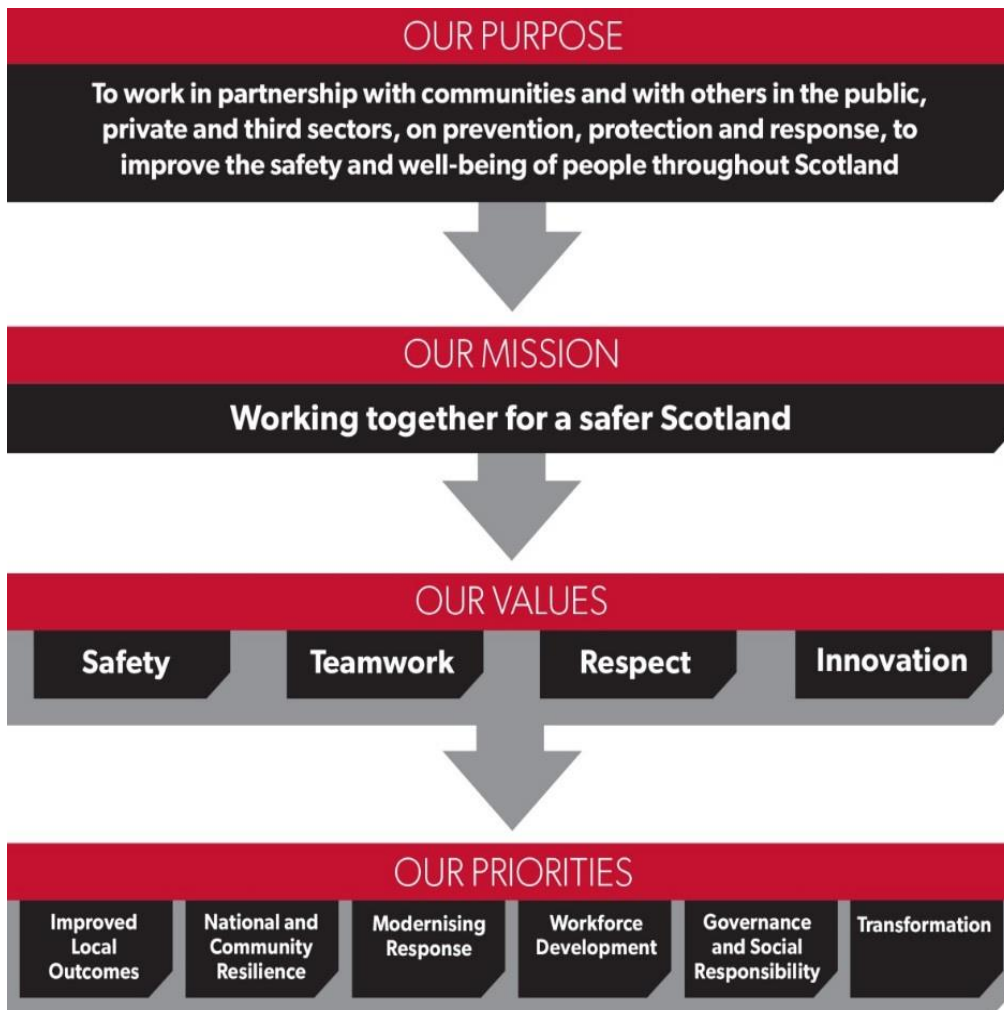 OUR PURPOSE
To work in partnership with communities and with others in the public,
private and third sectors, on prevention, protection and response, to
improve the safety and well-being of people throughout Scotland
OUR MISSION
Working together for a safer Scotland
OUR VALUES
Safety
Teamwork
Respect
Innovation
OUR PRIORITIES
Improved
Local
Outcomes
National and
Community
Resilience
Modernising
Response
Workforce
Development
Governance
and Social
Responsibility
Transformation